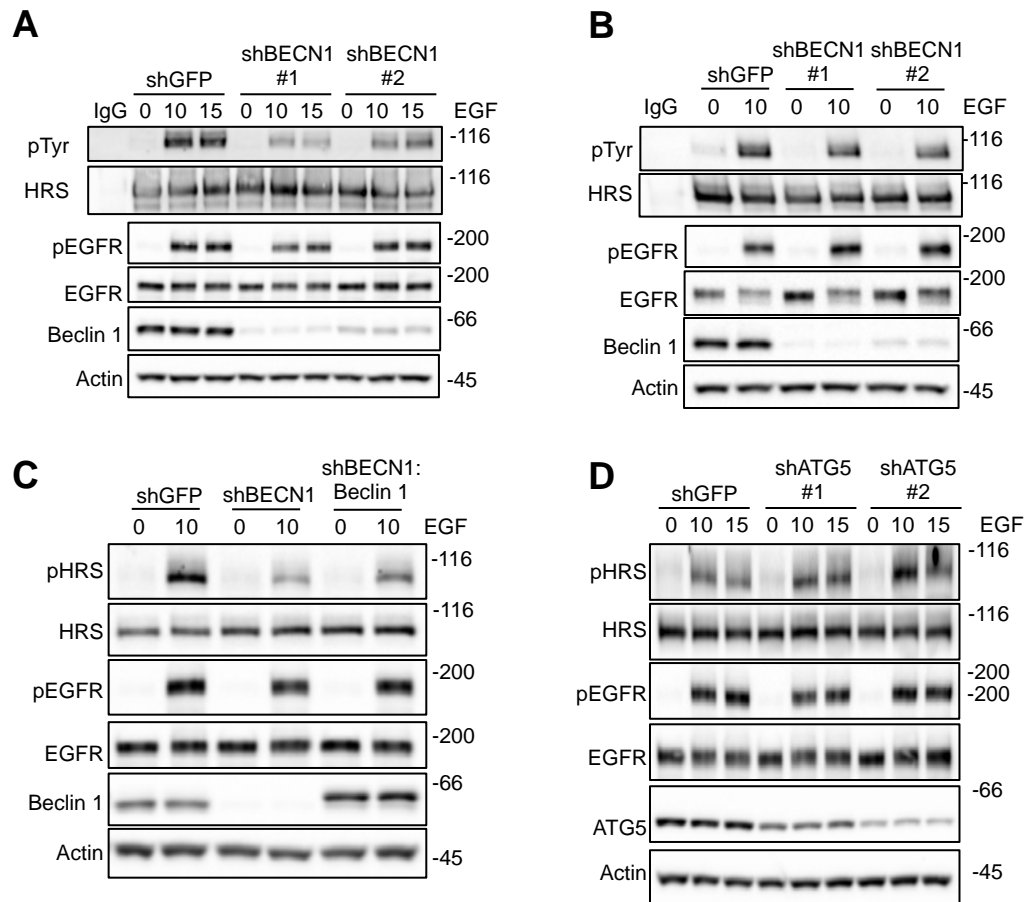 A
shGFP shBECN1 #1 shBECN1 #2
IgG 0 10 15 0 10 15 0 10 15 EGF
pTyr -116
HRS -116
pEGFR -200
EGFR -200
Beclin 1 -66
Actin -45
B
shGFP shBECN1 #1 shBECN1 #2
IgG 0 10 0 10 0 10 EGF
pTyr -116
HRS -116
pEGFR -200
EGFR -200
Beclin 1 -66
Actin -45
C
shGFP shBECN1 shBECN1: Beclin 1
0 10 0 10 0 10 EGF
pHRS -116
HRS -116
pEGFR
EGFR -200
Beclin 1 -66
Actin -45
D
shGFP shATG5 #1 shATG5 #2
0 10 15 0 10 15 0 10 15 EGF
pHRS -116
HRS -116
pEGFR -200
-200
EGFR
ATG5 -66
Actin -45